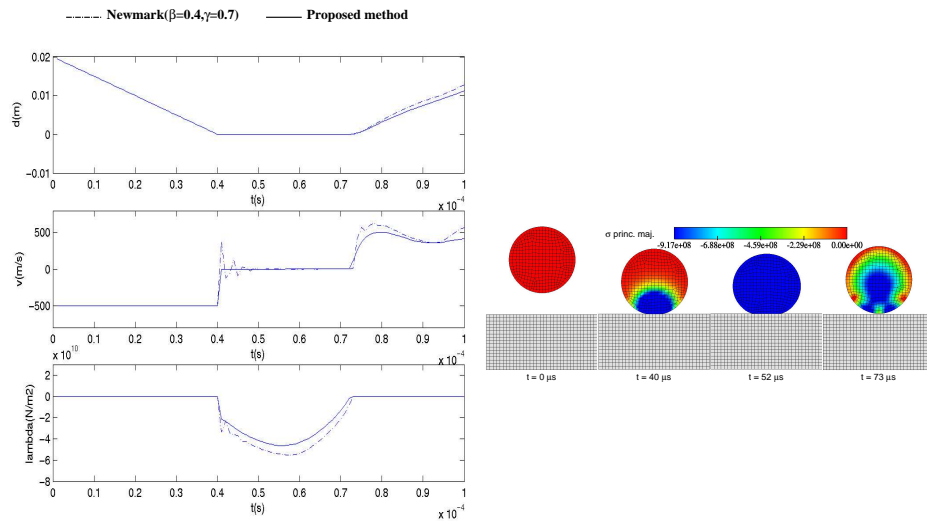 Newmark(β=0.4,γ=0.7) Proposed method
0.02
0.01
0
−0.01
d(m)
0 0.1 0.2 0.3 0.4 0.5 0.6 0.7 0.8 0.9 1
t(s)
x 10⁻⁴
500
0
−500
v(m/s)
0 0.1 0.2 0.3 0.4 0.5 0.6 0.7 0.8 0.9 1
t(s)
x 10⁻⁴
x 10¹⁰
2
0
−2
−4
−6
−8
lambda(N/m2)
0 0.1 0.2 0.3 0.4 0.5 0.6 0.7 0.8 0.9 1
t(s)
x 10⁻⁴
σ princ. maj.
-9.17e+08 -6.88e+08 -4.59e+08 -2.29e+08 0.00e+00
t = 0 µs t = 40 µs t = 52 µs t = 73 µs